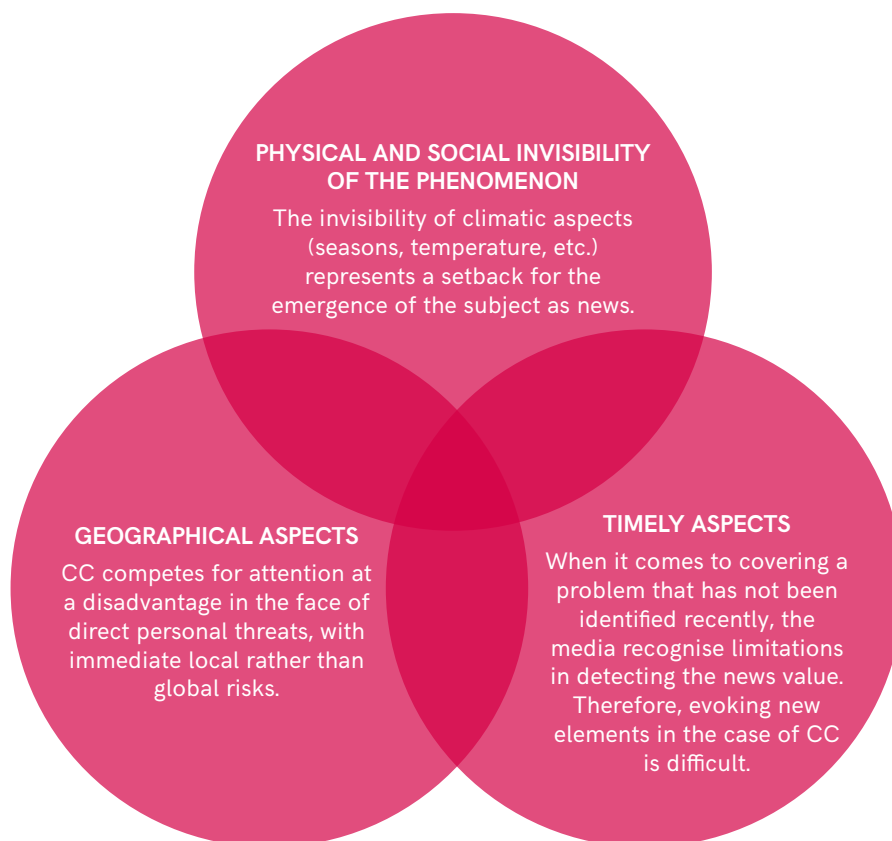 PHYSICAL AND SOCIAL INVISIBILITY
OF THE PHENOMENON
The invisibility of climatic aspects
(seasons, temperature, etc.)
represents a setback for the
emergence of the subject as news.
GEOGRAPHICAL ASPECTS
CC competes for attention at
a disadvantage in the face of
direct personal threats, with
immediate local rather than
global risks.
TIMELY ASPECTS
When it comes to covering a
problem that has not been
identified recently, the
media recognise limitations
in detecting the news value.
Therefore, evoking new
elements in the case of CC
is difficult.